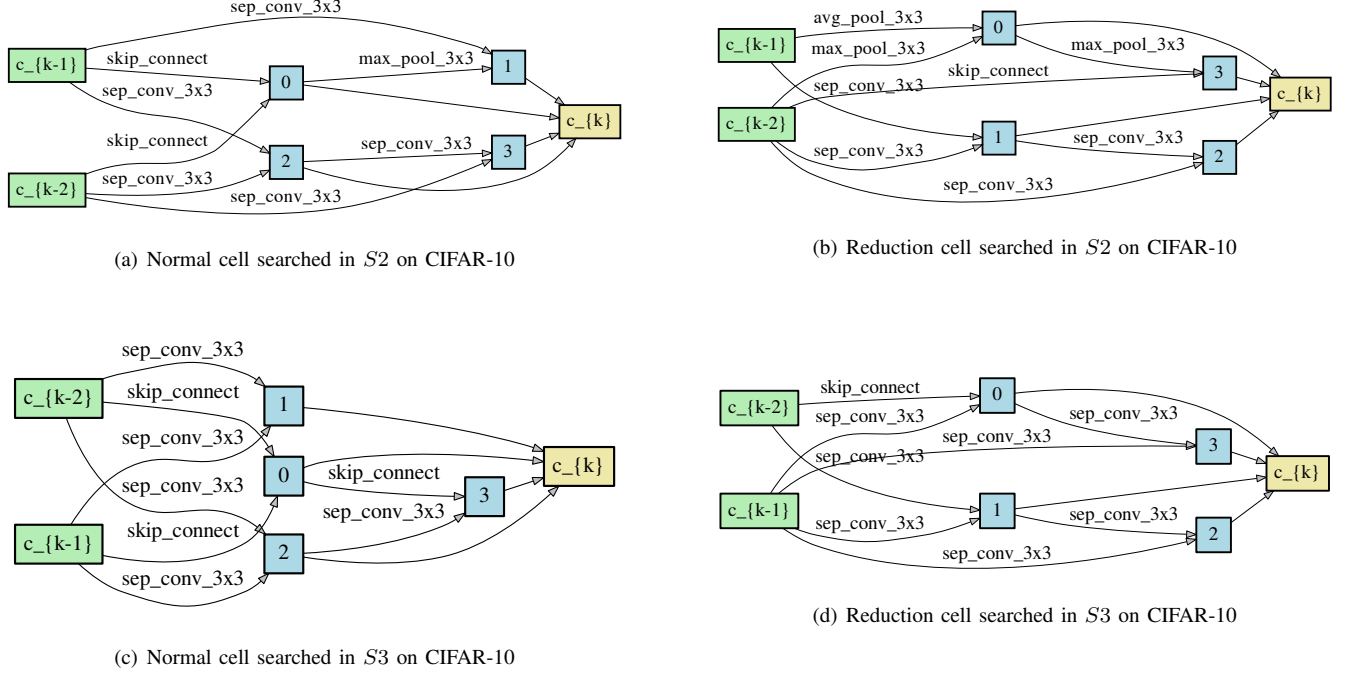 sep_conv_3x3
c_{k-1}
skip_connect
max_pool_3x3
1
0
sep_conv_3x3
c_{k}
skip_connect
sep_conv_3x3
3
2
c_{k-2}
sep_conv_3x3
sep_conv_3x3
(a) Normal cell searched in S2 on CIFAR-10
avg_pool_3x3
0
c_{k-1}
max_pool_3x3
max_pool_3x3
skip_connect
3
sep_conv_3x3
c_{k}
c_{k-2}
1
sep_conv_3x3
sep_conv_3x3
2
sep_conv_3x3
(b) Reduction cell searched in S2 on CIFAR-10
sep_conv_3x3
c_{k-2}
skip_connect
1
sep_conv_3x3
c_{k}
0
skip_connect
sep_conv_3x3
3
sep_conv_3x3
skip_connect
c_{k-1}
2
sep_conv_3x3
(c) Normal cell searched in S3 on CIFAR-10
skip_connect
0
c_{k-2}
sep_conv_3x3
sep_conv_3x3
sep_conv_3x3
3
sep_conv_3x3
c_{k}
c_{k-1}
1
sep_conv_3x3
sep_conv_3x3
2
sep_conv_3x3
(d) Reduction cell searched in S3 on CIFAR-10